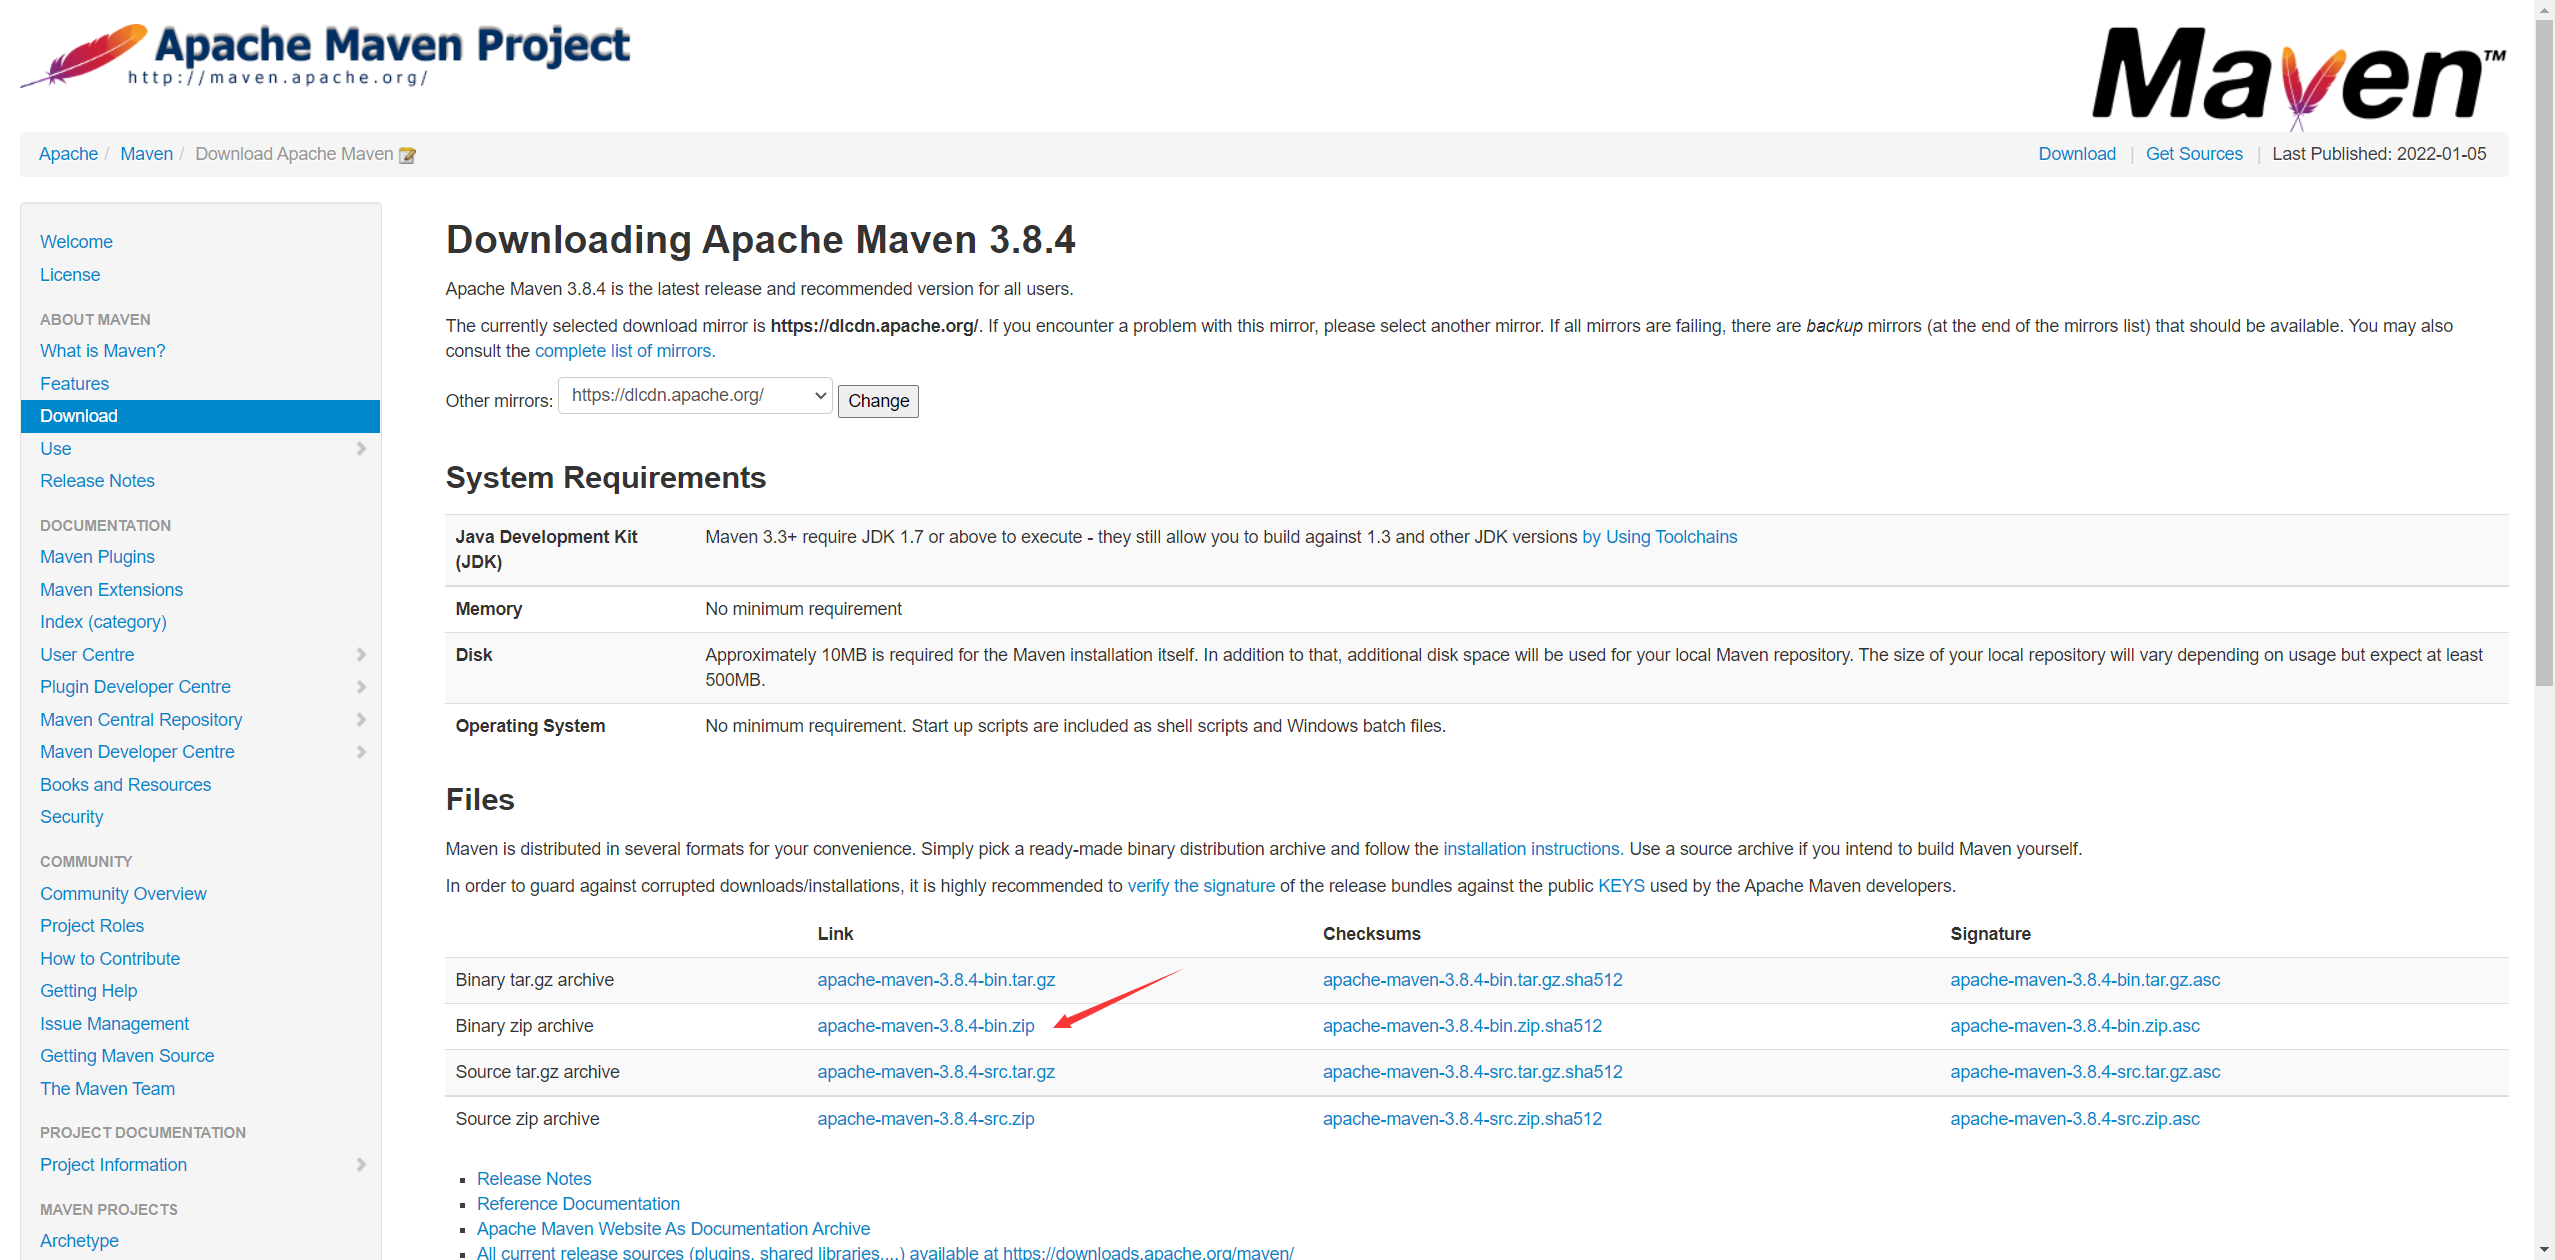 Apache Maven Project
http://maven.apache.org/
Maven™
Apache / Maven / Download Apache Maven
Download | Get Sources | Last Published: 2022-01-05
Welcome
License
ABOUT MAVEN
What is Maven?
Features
Download
Use
Release Notes
DOCUMENTATION
Maven Plugins
Maven Extensions
Index (category)
User Centre
Plugin Developer Centre
Maven Central Repository
Maven Developer Centre
Books and Resources
Security
COMMUNITY
Community Overview
Project Roles
How to Contribute
Getting Help
Issue Management
Getting Maven Source
The Maven Team
PROJECT DOCUMENTATION
Project Information
MAVEN PROJECTS
Archetype
Downloading Apache Maven 3.8.4
Apache Maven 3.8.4 is the latest release and recommended version for all users.
The currently selected download mirror is https://dlcdn.apache.org/. If you encounter a problem with this mirror, please select another mirror. If all mirrors are failing, there are backup mirrors (at the end of the mirrors list) that should be available. You may also
consult the complete list of mirrors.
Other mirrors: https://dlcdn.apache.org/ Change
System Requirements
Java Development Kit Maven 3.3+ require JDK 1.7 or above to execute - they still allow you to build against 1.3 and other JDK versions by Using Toolchains
(JDK)
Memory No minimum requirement
Disk Approximately 10MB is required for the Maven installation itself. In addition to that, additional disk space will be used for your local Maven repository. The size of your local repository will vary depending on usage but expect at least
500MB.
Operating System No minimum requirement. Start up scripts are included as shell scripts and Windows batch files.
Files
Maven is distributed in several formats for your convenience. Simply pick a ready-made binary distribution archive and follow the installation instructions. Use a source archive if you intend to build Maven yourself.
In order to guard against corrupted downloads/installations, it is highly recommended to verify the signature of the release bundles against the public KEYS used by the Apache Maven developers.
Link Checksums Signature
Binary tar.gz archive apache-maven-3.8.4-bin.tar.gz apache-maven-3.8.4-bin.tar.gz.sha512 apache-maven-3.8.4-bin.tar.gz.asc
Binary zip archive apache-maven-3.8.4-bin.zip apache-maven-3.8.4-bin.zip.sha512 apache-maven-3.8.4-bin.zip.asc
Source tar.gz archive apache-maven-3.8.4-src.tar.gz apache-maven-3.8.4-src.tar.gz.sha512 apache-maven-3.8.4-src.tar.gz.asc
Source zip archive apache-maven-3.8.4-src.zip apache-maven-3.8.4-src.zip.sha512 apache-maven-3.8.4-src.zip.asc
Release Notes
Reference Documentation
Apache Maven Website As Documentation Archive
All current release sources (plugins, shared libraries,...) available at https://downloads.apache.org/maven/